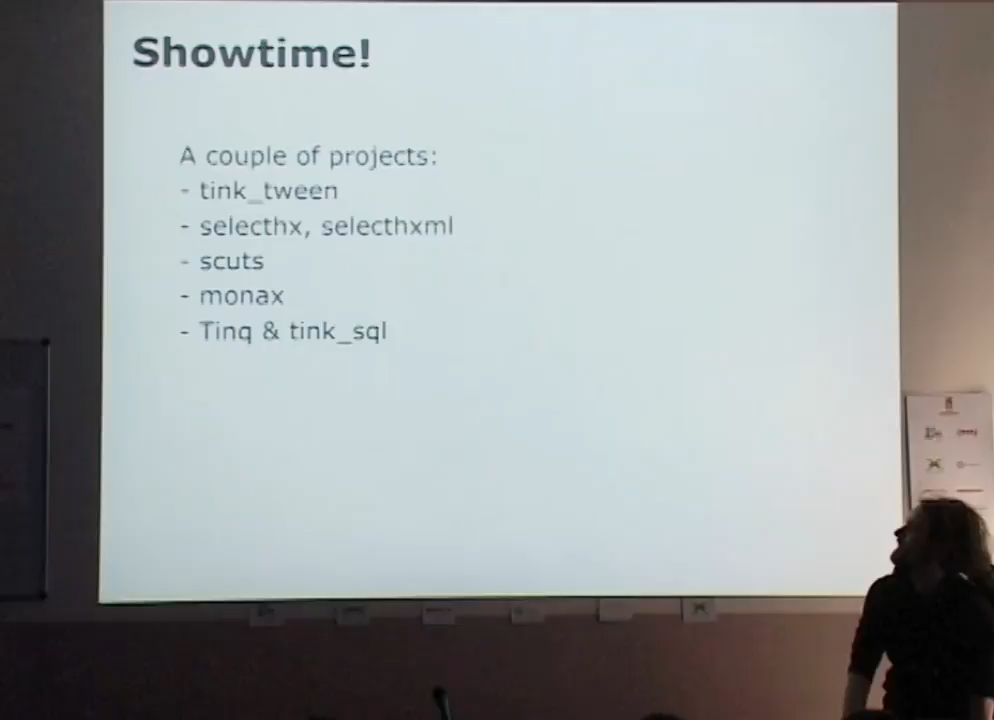 Showtime!
A couple of projects:
- tink_tween
- selecthx, selecthxml
- scuts
- monax
- Tinq & tink_sql